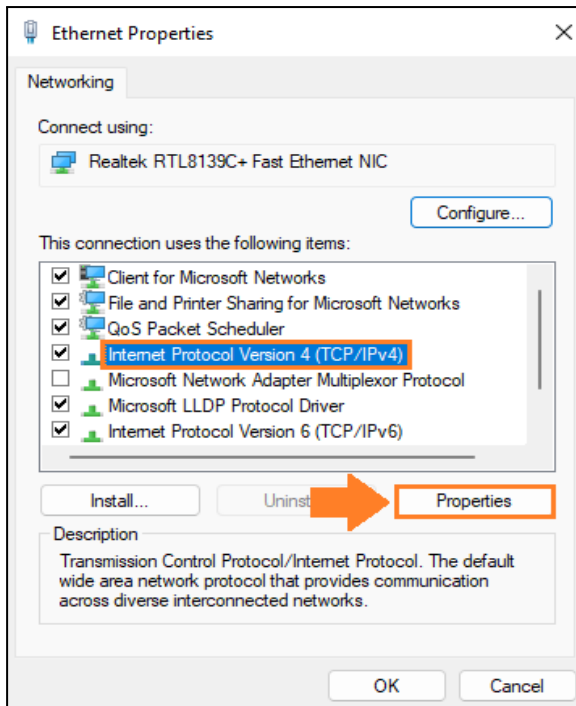 Ethernet Properties
Networking
Connect using:
Realtek RTL8139C+ Fast Ethernet NIC
Configure...
This connection uses the following items:
Client for Microsoft Networks
File and Printer Sharing for Microsoft Networks
QoS Packet Scheduler
Internet Protocol Version 4 (TCP/IPv4)
Microsoft Network Adapter Multiplexor Protocol
Microsoft LLDP Protocol Driver
Internet Protocol Version 6 (TCP/IPv6)
Install... Properties
Description
Transmission Control Protocol/Internet Protocol. The default
wide area network protocol that provides communication
across diverse interconnected networks.
OK Cancel